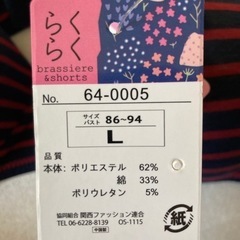 らく
らく
brassiere
&shorts
No. 64-0005
サイズ
バスト 86~94
L
品質
本体: ポリエステル 62%
綿 33%
ポリウレタン 5%
協同組合 関西ファッション連合
TEL 06-6228-8139 OS-1115
中国製
紙